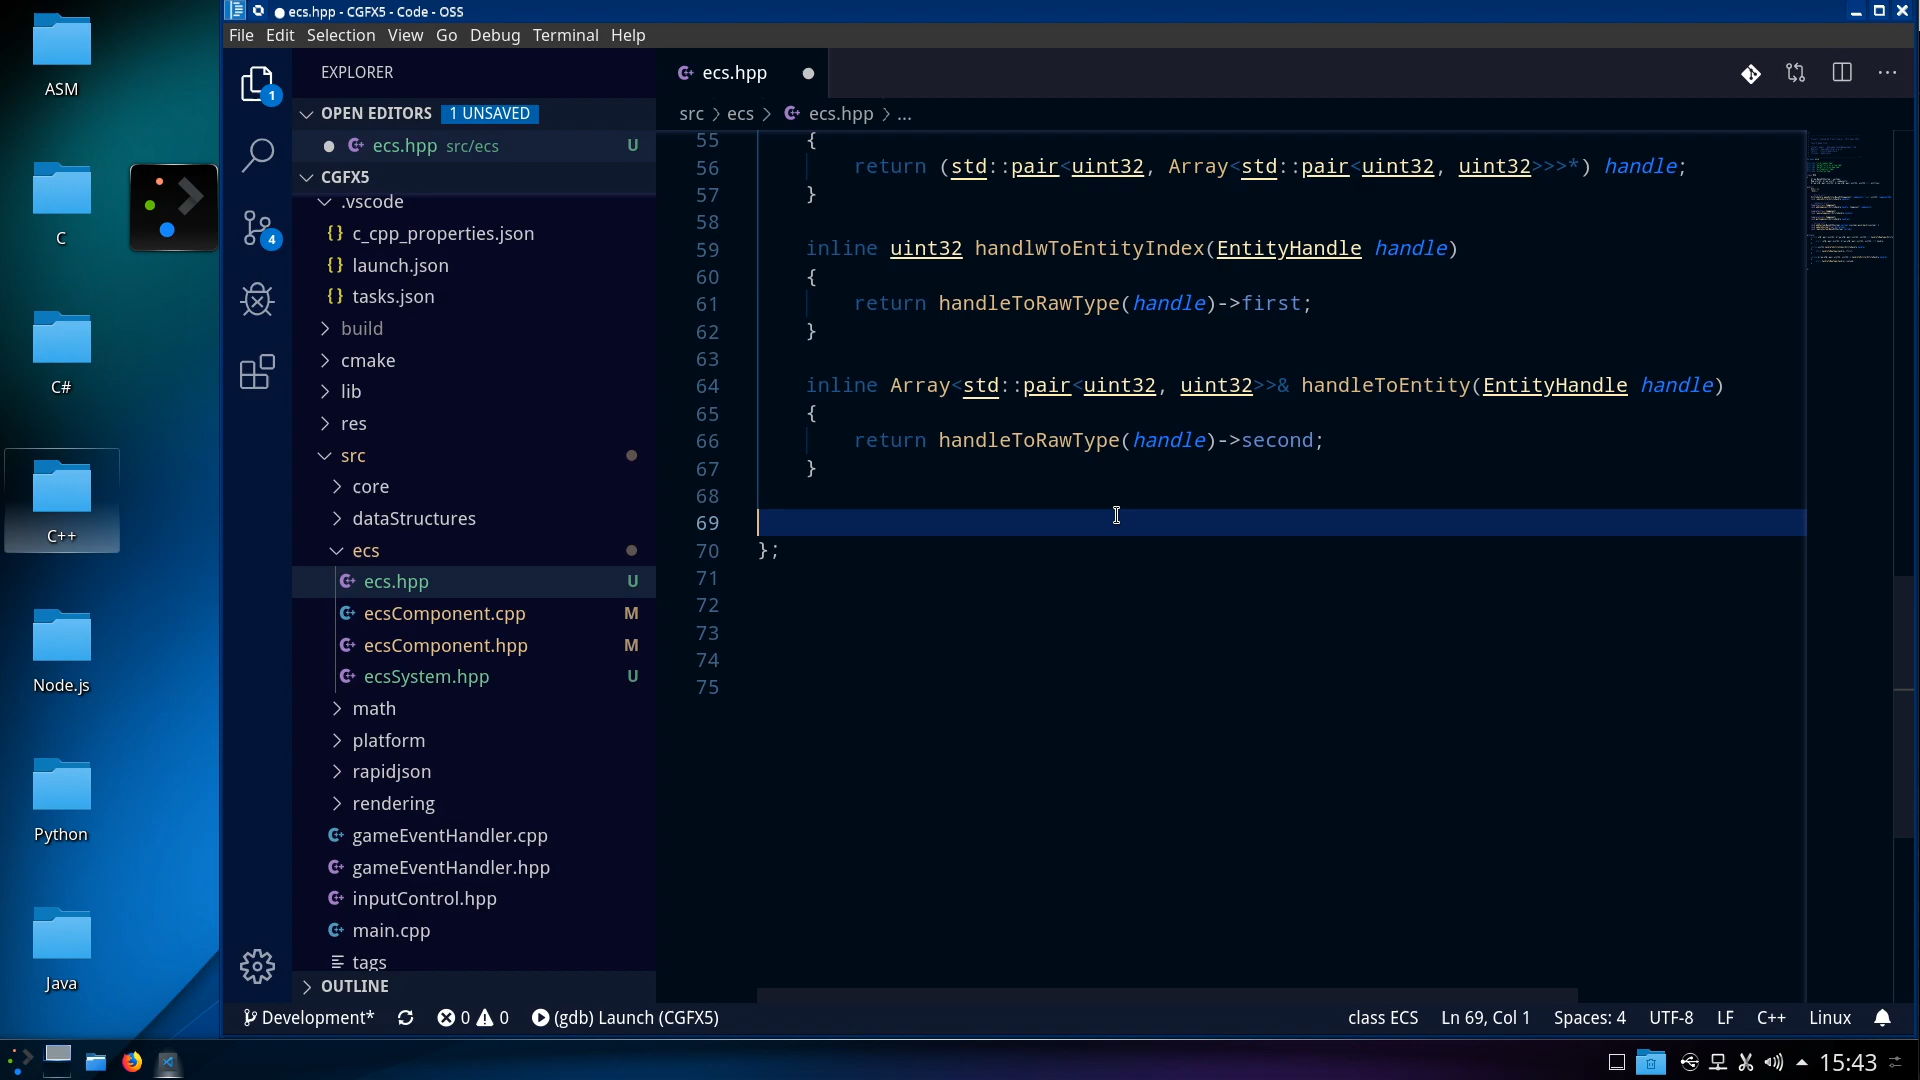 ASM
C
C#
C++
Node.js
Python
Java
ecs.hpp - CGFX5 - Code - OSS
File Edit Selection View Go Debug Terminal Help
EXPLORER
OPEN EDITORS 1 UNSAVED
ecs.hpp src/ecs U
CGFX5
.vscode
{} c_cpp_properties.json
{} launch.json
{} tasks.json
build
cmake
lib
res
src
core
dataStructures
ecs
ecs.hpp U
ecsComponent.cpp M
ecsComponent.hpp M
ecsSystem.hpp U
math
platform
rapidjson
rendering
gameEventHandler.cpp
gameEventHandler.hpp
inputControl.hpp
main.cpp
tags
OUTLINE
1
4
ecs.hpp
src > ecs > ecs.hpp > ...
55 {
56 return (std::pair<uint32, Array<std::pair<uint32, uint32>>>*) handle;
57 }
58
59 inline uint32 handlwToEntityIndex(EntityHandle handle)
60 {
61 return handleToRawType(handle)->first;
62 }
63
64 inline Array<std::pair<uint32, uint32>>& handleToEntity(EntityHandle handle)
65 {
66 return handleToRawType(handle)->second;
67 }
68
69
70 };
71
72
73
74
75
Development* 0 0 (gdb) Launch (CGFX5) class ECS Ln 69, Col 1 Spaces: 4 UTF-8 LF C++ Linux
15:43